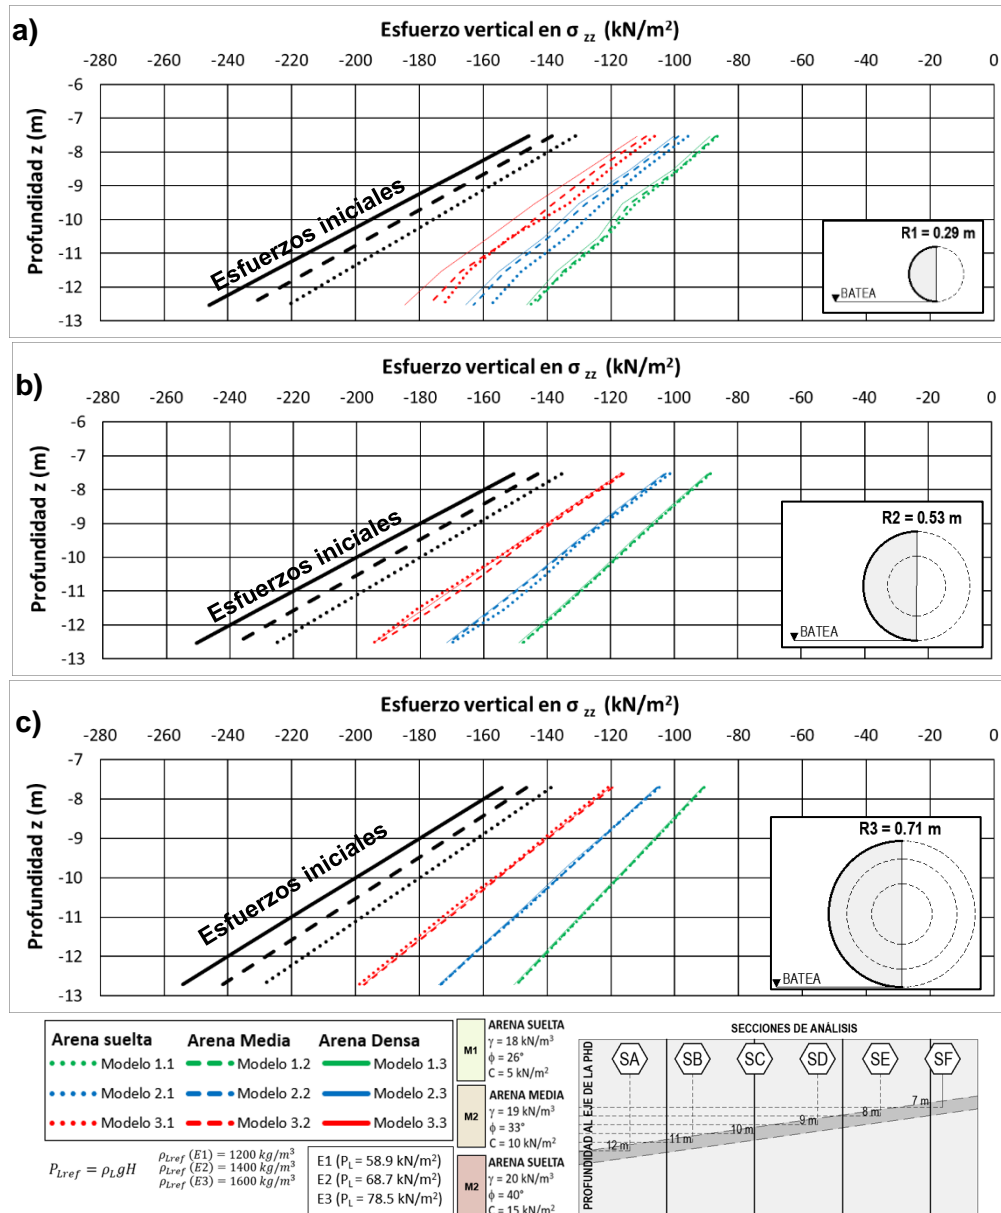 a)
Esfuerzo vertical en σ zz (kN/m²)
-280 -260 -240 -220 -200 -180 -160 -140 -120 -100 -80 -60 -40 -20 0
Profundidad z (m)
-6
-7
-8
-9
-10
-11
-12
-13
Esfuerzos iniciales
R1 = 0.29 m
BATEA
b)
Esfuerzo vertical en σ zz (kN/m²)
-280 -260 -240 -220 -200 -180 -160 -140 -120 -100 -80 -60 -40 -20 0
Profundidad z (m)
-6
-7
-8
-9
-10
-11
-12
-13
Esfuerzos iniciales
R2 = 0.53 m
BATEA
c)
Esfuerzo vertical en σ zz (kN/m²)
-280 -260 -240 -220 -200 -180 -160 -140 -120 -100 -80 -60 -40 -20 0
Profundidad z (m)
-7
-8
-9
-10
-11
-12
-13
Esfuerzos iniciales
R3 = 0.71 m
BATEA
Arena suelta Arena Media Arena Densa
Modelo 1.1 Modelo 1.2 Modelo 1.3
Modelo 2.1 Modelo 2.2 Modelo 2.3
Modelo 3.1 Modelo 3.2 Modelo 3.3
P_Lref = ρ_L gH
ρ_Lref (E1) = 1200 kg/m³
ρ_Lref (E2) = 1400 kg/m³
ρ_Lref (E3) = 1600 kg/m³
E1 (P_L = 58.9 kN/m²)
E2 (P_L = 68.7 kN/m²)
E3 (P_L = 78.5 kN/m²)
M1
ARENA SUELTA
γ = 18 kN/m³
ϕ = 26°
C = 5 kN/m²
M2
ARENA MEDIA
γ = 19 kN/m³
ϕ = 33°
C = 10 kN/m²
M2
ARENA SUELTA
γ = 20 kN/m³
ϕ = 40°
C = 15 kN/m²
SECCIONES DE ANÀLISIS
PROFUNDIDAD AL EJE DE LA PHD
SA SB SC SD SE SF
12 m 11 m 10 m 9 m 8 m 7 m